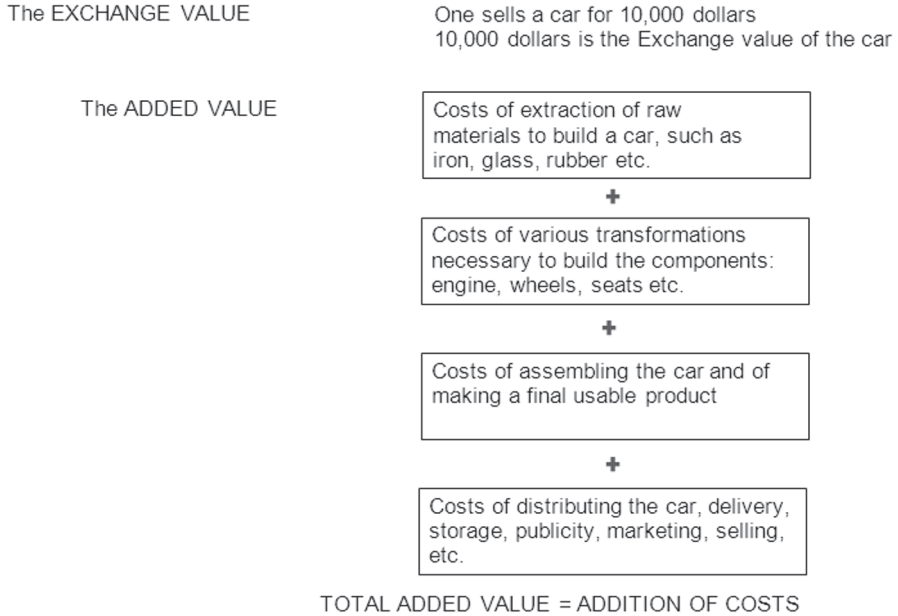 The EXCHANGE VALUE
One sells a car for 10,000 dollars
10,000 dollars is the Exchange value of the car
The ADDED VALUE
Costs of extraction of raw
materials to build a car, such as
iron, glass, rubber etc.
+
Costs of various transformations
necessary to build the components:
engine, wheels, seats etc.
+
Costs of assembling the car and of
making a final usable product
+
Costs of distributing the car, delivery,
storage, publicity, marketing, selling,
etc.
TOTAL ADDED VALUE = ADDITION OF COSTS